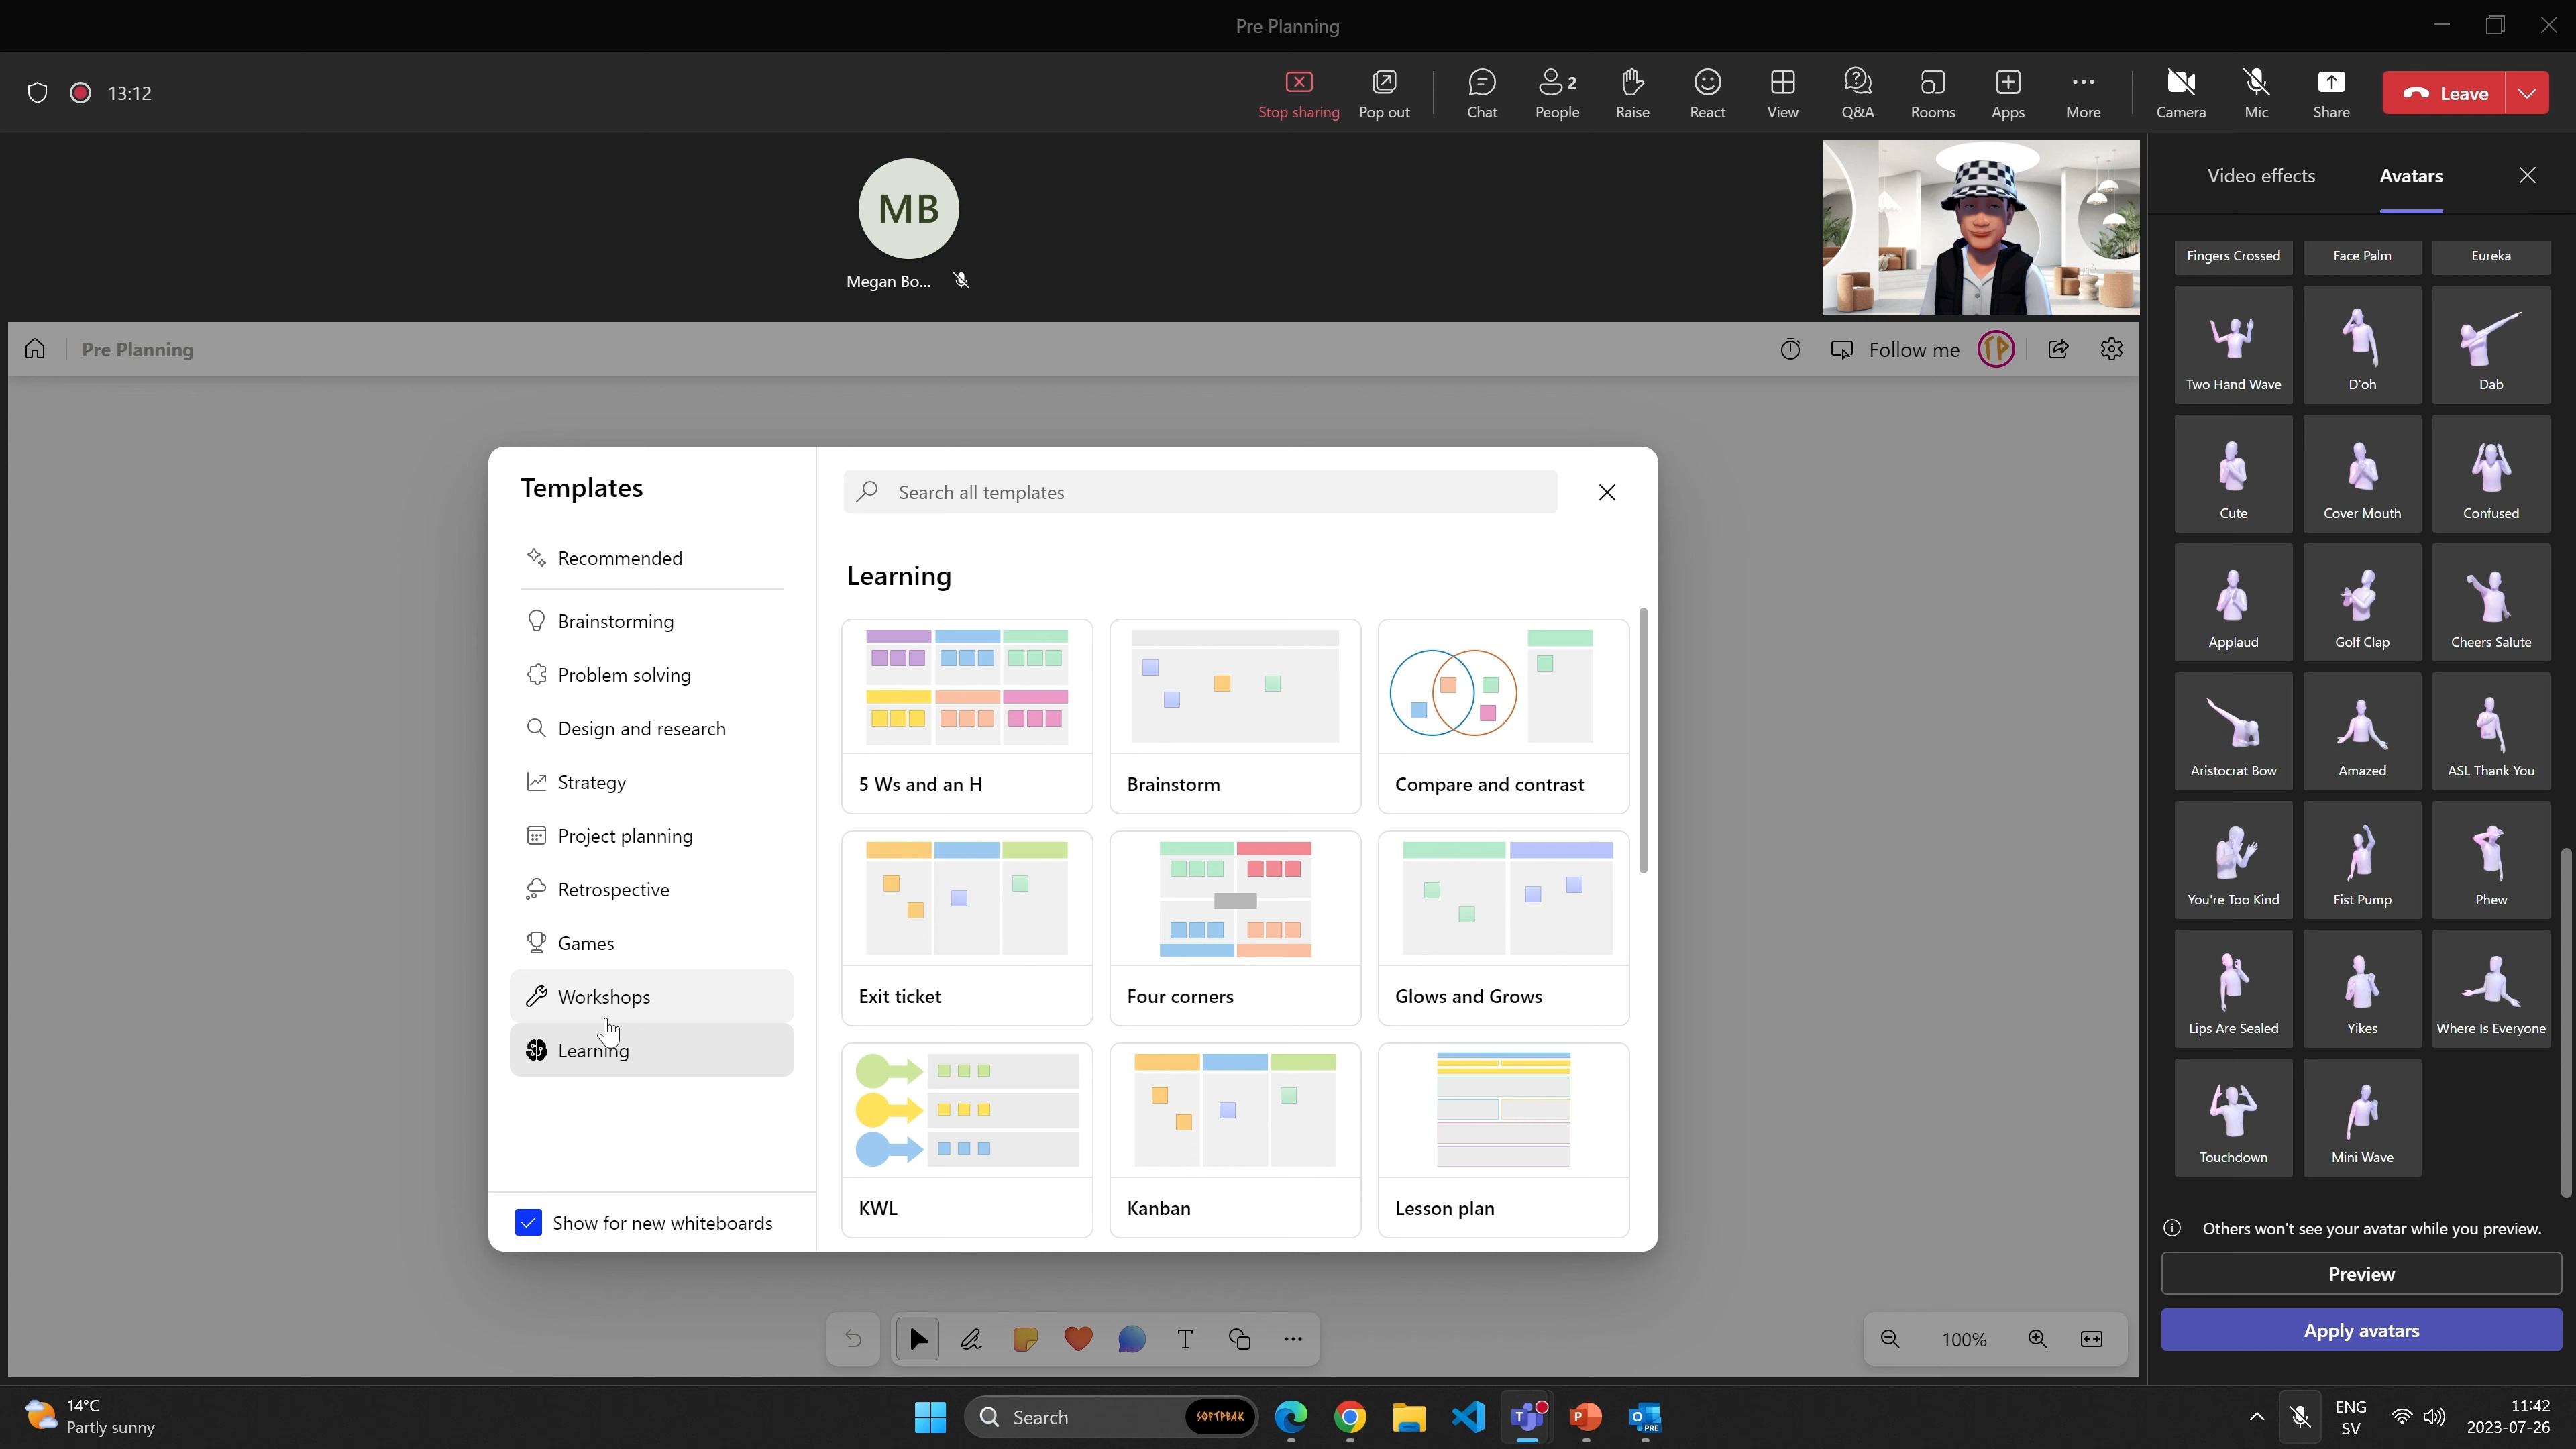 Pre Planning
13:12
Stop sharing
Pop out
Chat
People
2
Raise
React
View
Q&A
Rooms
Apps
More
Camera
Mic
Share
Leave
MB
Megan Bo...
Video effects
Avatars
Pre Planning
Follow me
TP
Templates
Search all templates
Recommended
Brainstorming
Problem solving
Design and research
Strategy
Project planning
Retrospective
Games
Workshops
Learning
Show for new whiteboards
Learning
5 Ws and an H
Brainstorm
Compare and contrast
Exit ticket
Four corners
Glows and Grows
KWL
Kanban
Lesson plan
100%
Fingers Crossed
Face Palm
Eureka
Two Hand Wave
D'oh
Dab
Cute
Cover Mouth
Confused
Applaud
Golf Clap
Cheers Salute
Aristocrat Bow
Amazed
ASL Thank You
You're Too Kind
Fist Pump
Phew
Lips Are Sealed
Yikes
Where Is Everyone
Touchdown
Mini Wave
Others won't see your avatar while you preview.
Preview
Apply avatars
14°C
Partly sunny
Search
SOFTPEAK
T
P
O
PRE
ENG
SV
11:42
2023-07-26